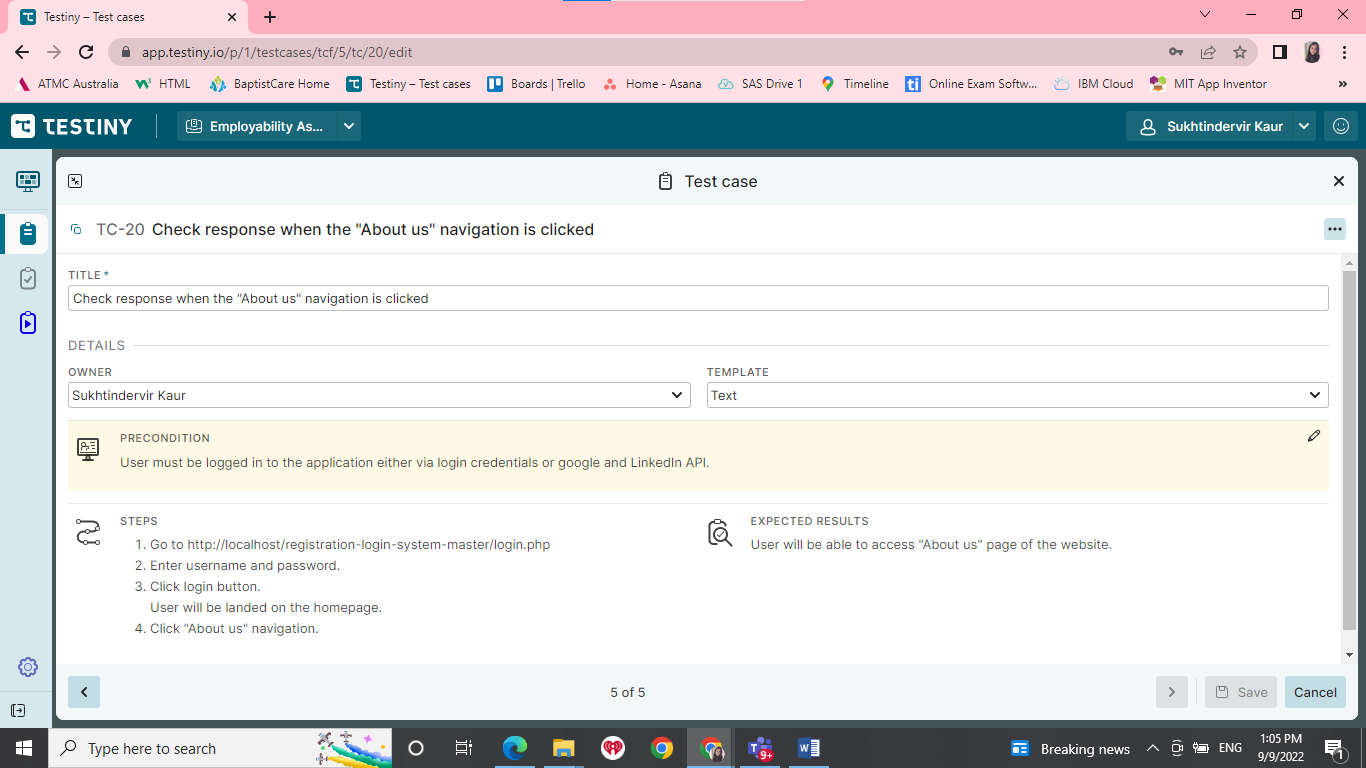 Testiny – Test cases
app.testiny.io/p/1/testcases/tcf/5/tc/20/edit
ATMC Australia HTML BaptistCare Home Testiny – Test cases Boards | Trello Home - Asana SAS Drive 1 Timeline Online Exam Softw... IBM Cloud MIT App Inventor »
TESTINY Employability As... Sukhtindervir Kaur
Test case
TC-20 Check response when the "About us" navigation is clicked
TITLE *
Check response when the "About us" navigation is clicked
DETAILS
OWNER TEMPLATE
Sukhtindervir Kaur Text
PRECONDITION
User must be logged in to the application either via login credentials or google and LinkedIn API.
STEPS
1. Go to http://localhost/registration-login-system-master/login.php
2. Enter username and password.
3. Click login button.
User will be landed on the homepage.
4. Click "About us" navigation.
EXPECTED RESULTS
User will be able to access "About us" page of the website.
5 of 5 Save Cancel
Type here to search 9+ Breaking news ENG 1:05 PM
9/9/2022 1